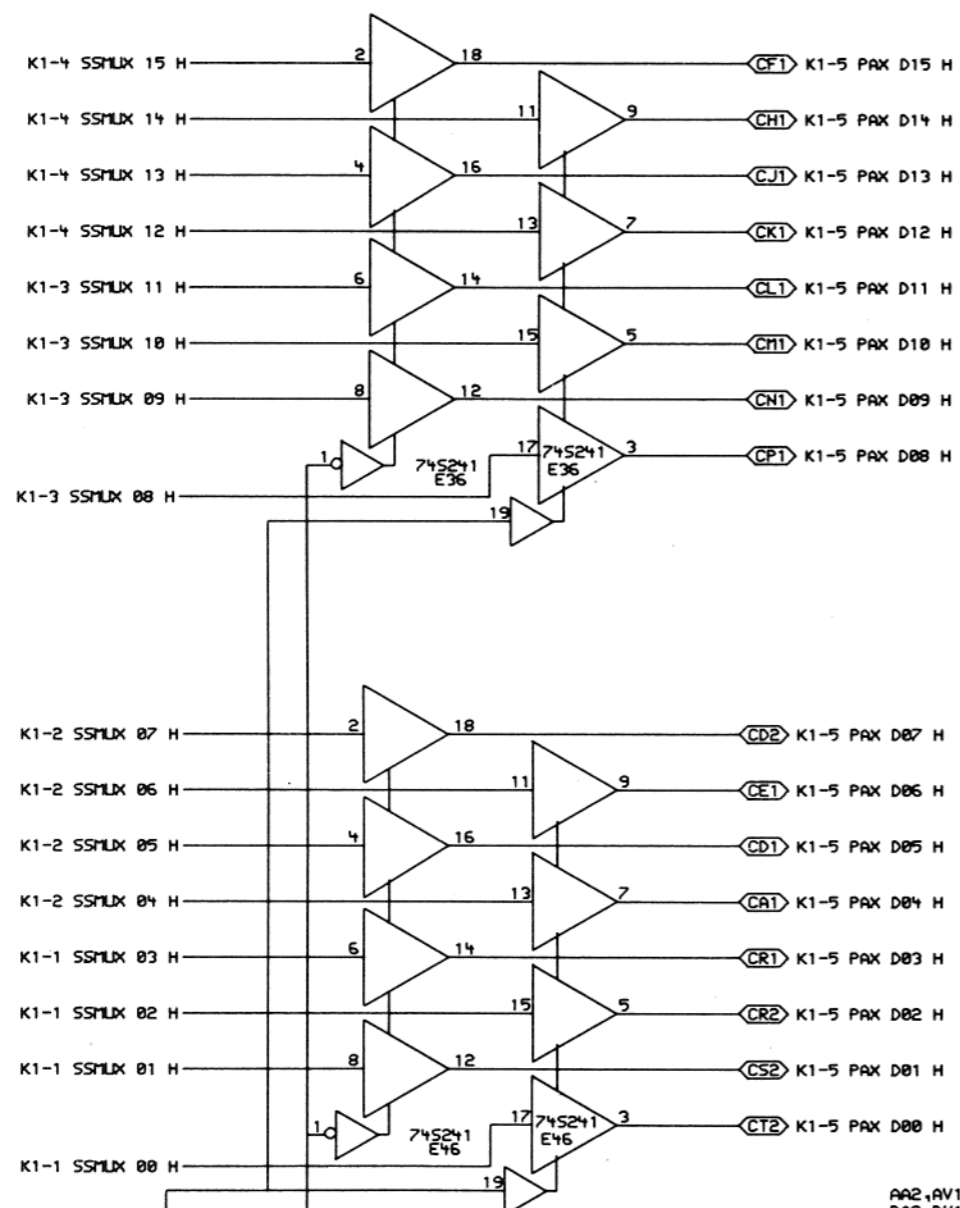 K1-4 SSMUX 15 H 2 18 CF1 K1-5 PAX D15 H
K1-4 SSMUX 14 H 11 9 CH1 K1-5 PAX D14 H
K1-4 SSMUX 13 H 4 16 CJ1 K1-5 PAX D13 H
K1-4 SSMUX 12 H 13 7 CK1 K1-5 PAX D12 H
K1-3 SSMUX 11 H 6 14 CL1 K1-5 PAX D11 H
K1-3 SSMUX 10 H 15 5 CM1 K1-5 PAX D10 H
K1-3 SSMUX 09 H 8 12 CN1 K1-5 PAX D09 H
1 74S241 17 74S241 3 CP1 K1-5 PAX D08 H
E36 E36
K1-3 SSMUX 08 H
19
K1-2 SSMUX 07 H 2 18 CD2 K1-5 PAX D07 H
K1-2 SSMUX 06 H 11 9 CE1 K1-5 PAX D06 H
K1-2 SSMUX 05 H 4 16 CD1 K1-5 PAX D05 H
K1-2 SSMUX 04 H 13 7 CA1 K1-5 PAX D04 H
K1-1 SSMUX 03 H 6 14 CR1 K1-5 PAX D03 H
K1-1 SSMUX 02 H 15 5 CR2 K1-5 PAX D02 H
K1-1 SSMUX 01 H 8 12 CS2 K1-5 PAX D01 H
1 74S241 17 74S241 3 CT2 K1-5 PAX D00 H
E46 E46
K1-1 SSMUX 00 H
19
AA2,AV1